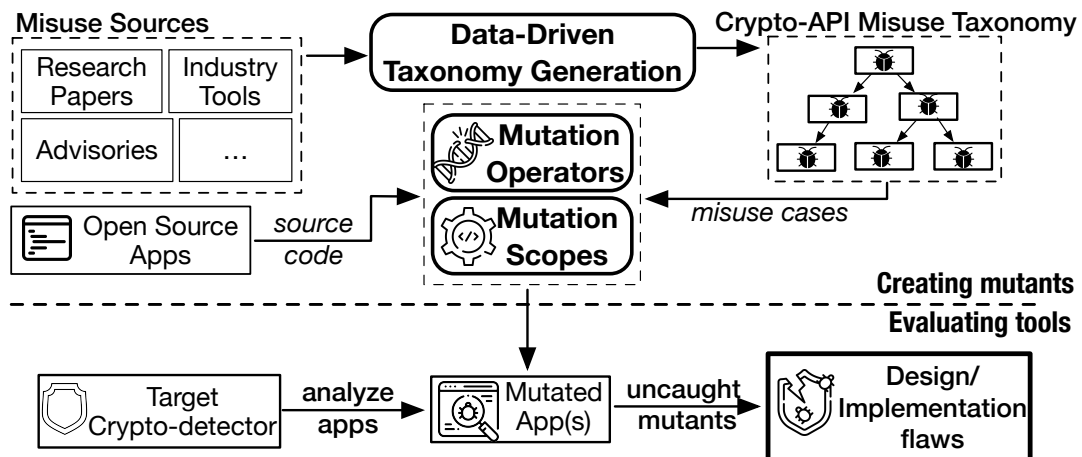 Misuse Sources
Research
Papers
Industry
Tools
Advisories
...
Data-Driven
Taxonomy Generation
Crypto-API Misuse Taxonomy
Mutation
Operators
</>
Mutation
Scopes
Open Source
Apps
source
code
misuse cases
Creating mutants
Evaluating tools
Target
Crypto-detector
analyze
apps
Mutated
App(s)
uncaught
mutants
Design/
Implementation
flaws